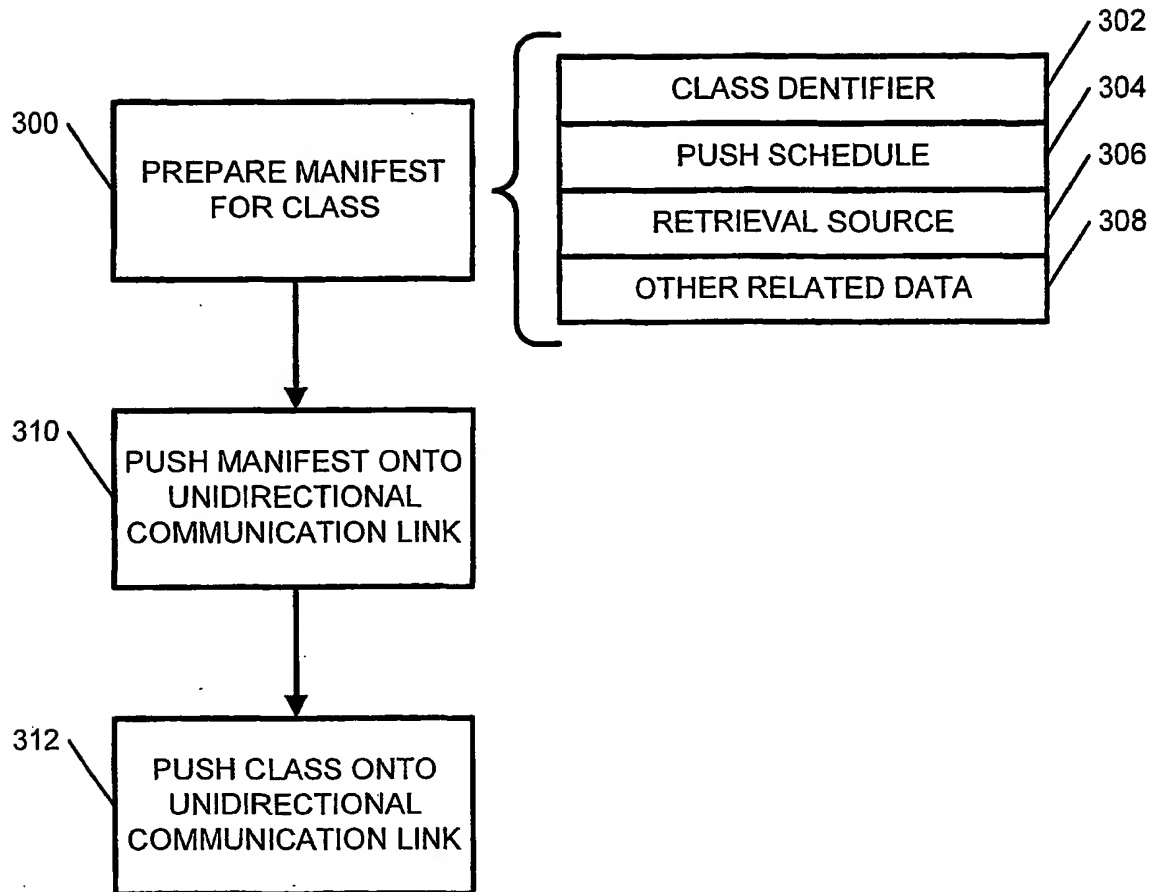 302
CLASS DENTIFIER
304
300
PREPARE MANIFEST
FOR CLASS
PUSH SCHEDULE
306
RETRIEVAL SOURCE
308
OTHER RELATED DATA
310
PUSH MANIFEST ONTO
UNIDIRECTIONAL
COMMUNICATION LINK
312
PUSH CLASS ONTO
UNIDIRECTIONAL
COMMUNICATION LINK